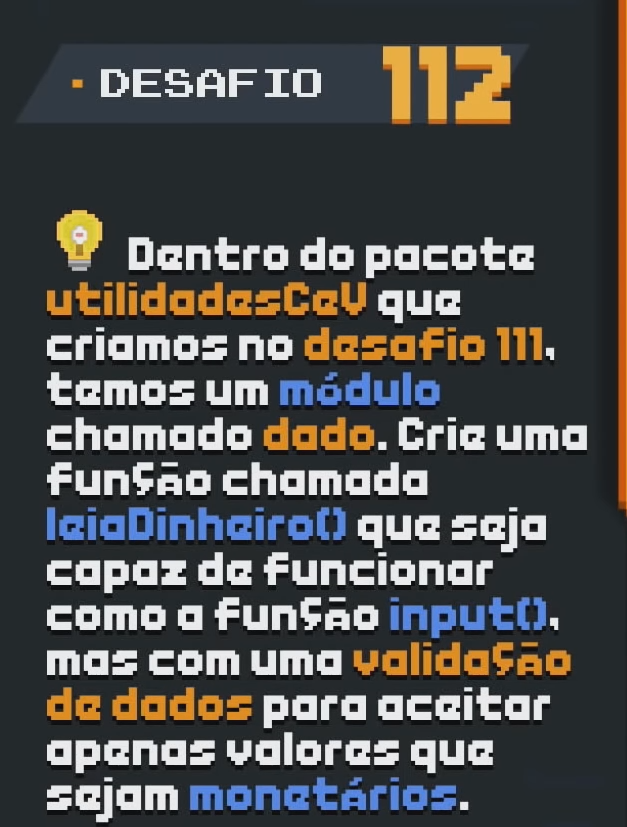 DESAFIO 112
Dentro do pacote
utilidadesCeV que
criamos no desafio 111,
temos um módulo
chamado dado. Crie uma
função chamada
leiaDinheiro() que seja
capaz de funcionar
como a função input(),
mas com uma validação
de dados para aceitar
apenas valores que
sejam monetários.